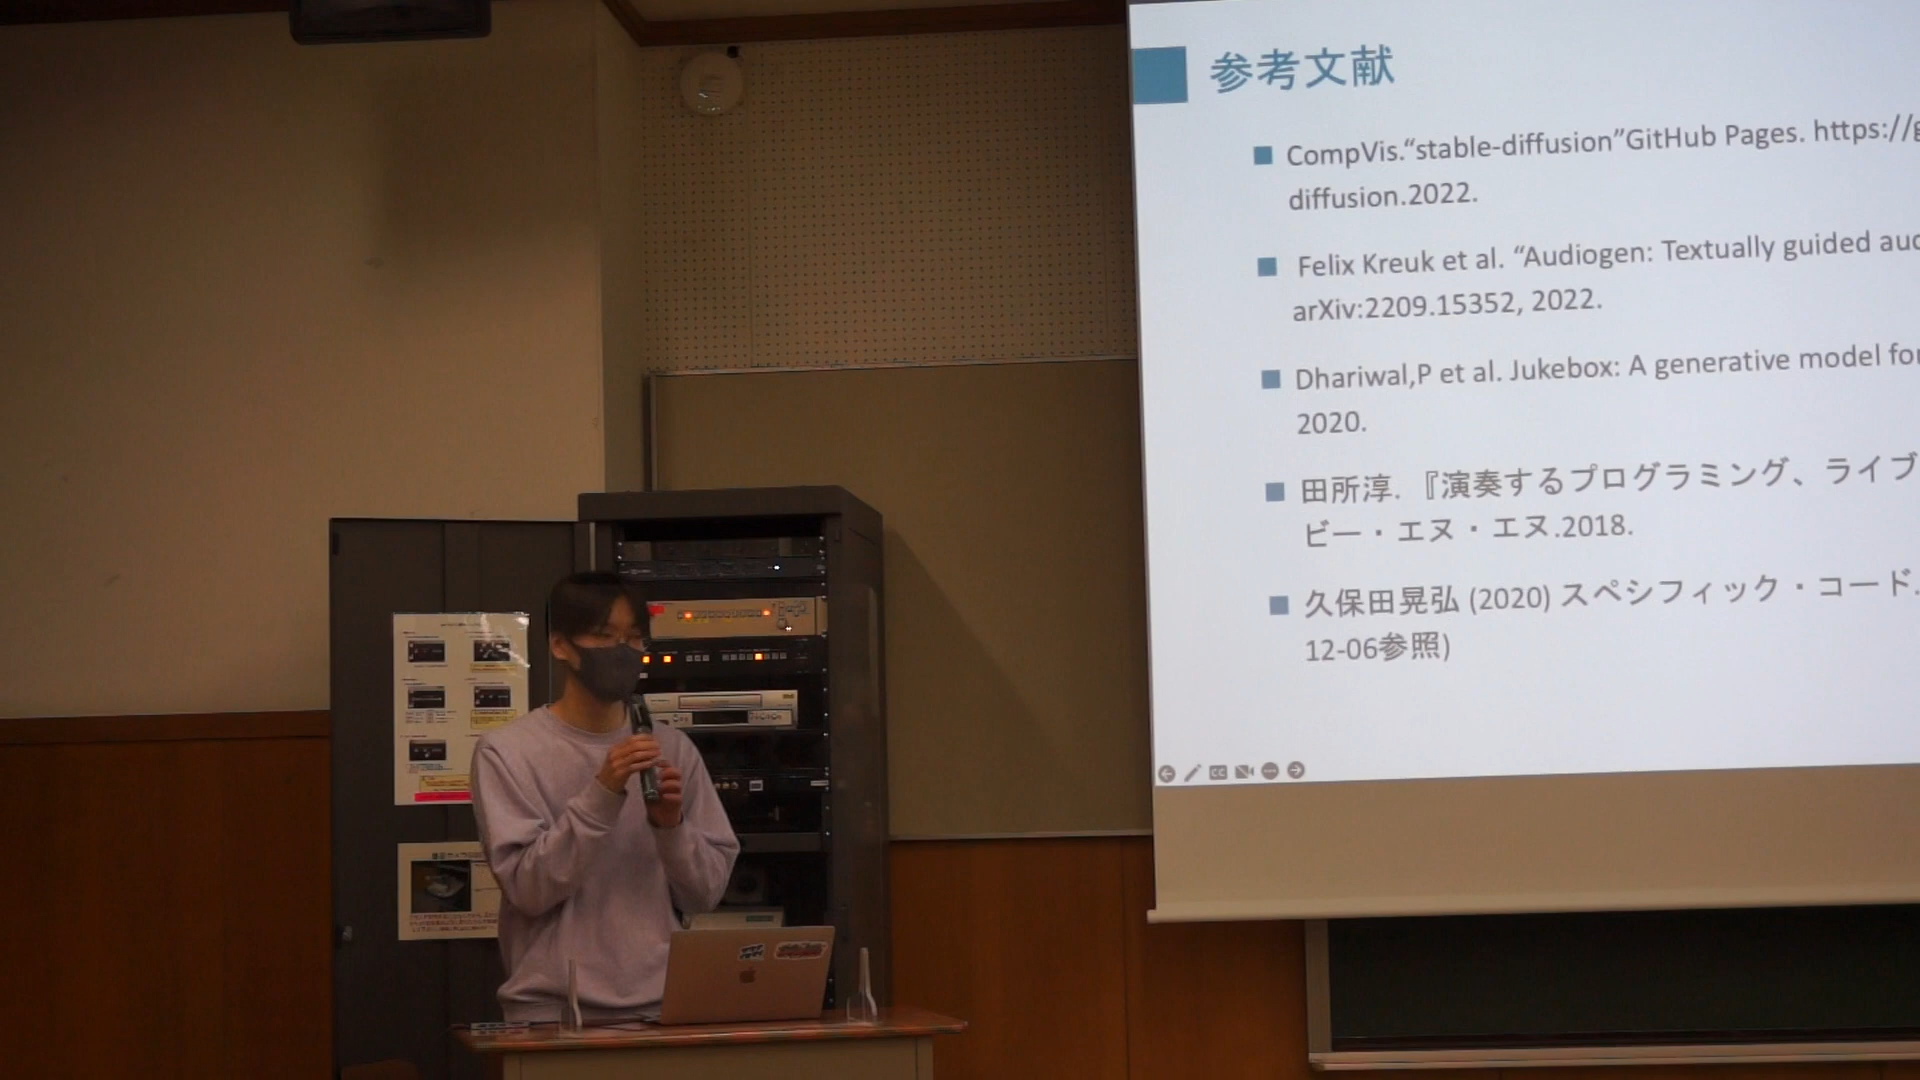 参考文献
CompVis.“stable-diffusion”GitHub Pages. https://g
diffusion.2022.
Felix Kreuk et al. “Audiogen: Textually guided aud
arXiv:2209.15352, 2022.
Dhariwal,P et al. Jukebox: A generative model for
2020.
田所淳. 『演奏するプログラミング、ライブ
ビー・エヌ・エヌ.2018.
久保田晃弘 (2020) スペシフィック・コード.
12-06参照)